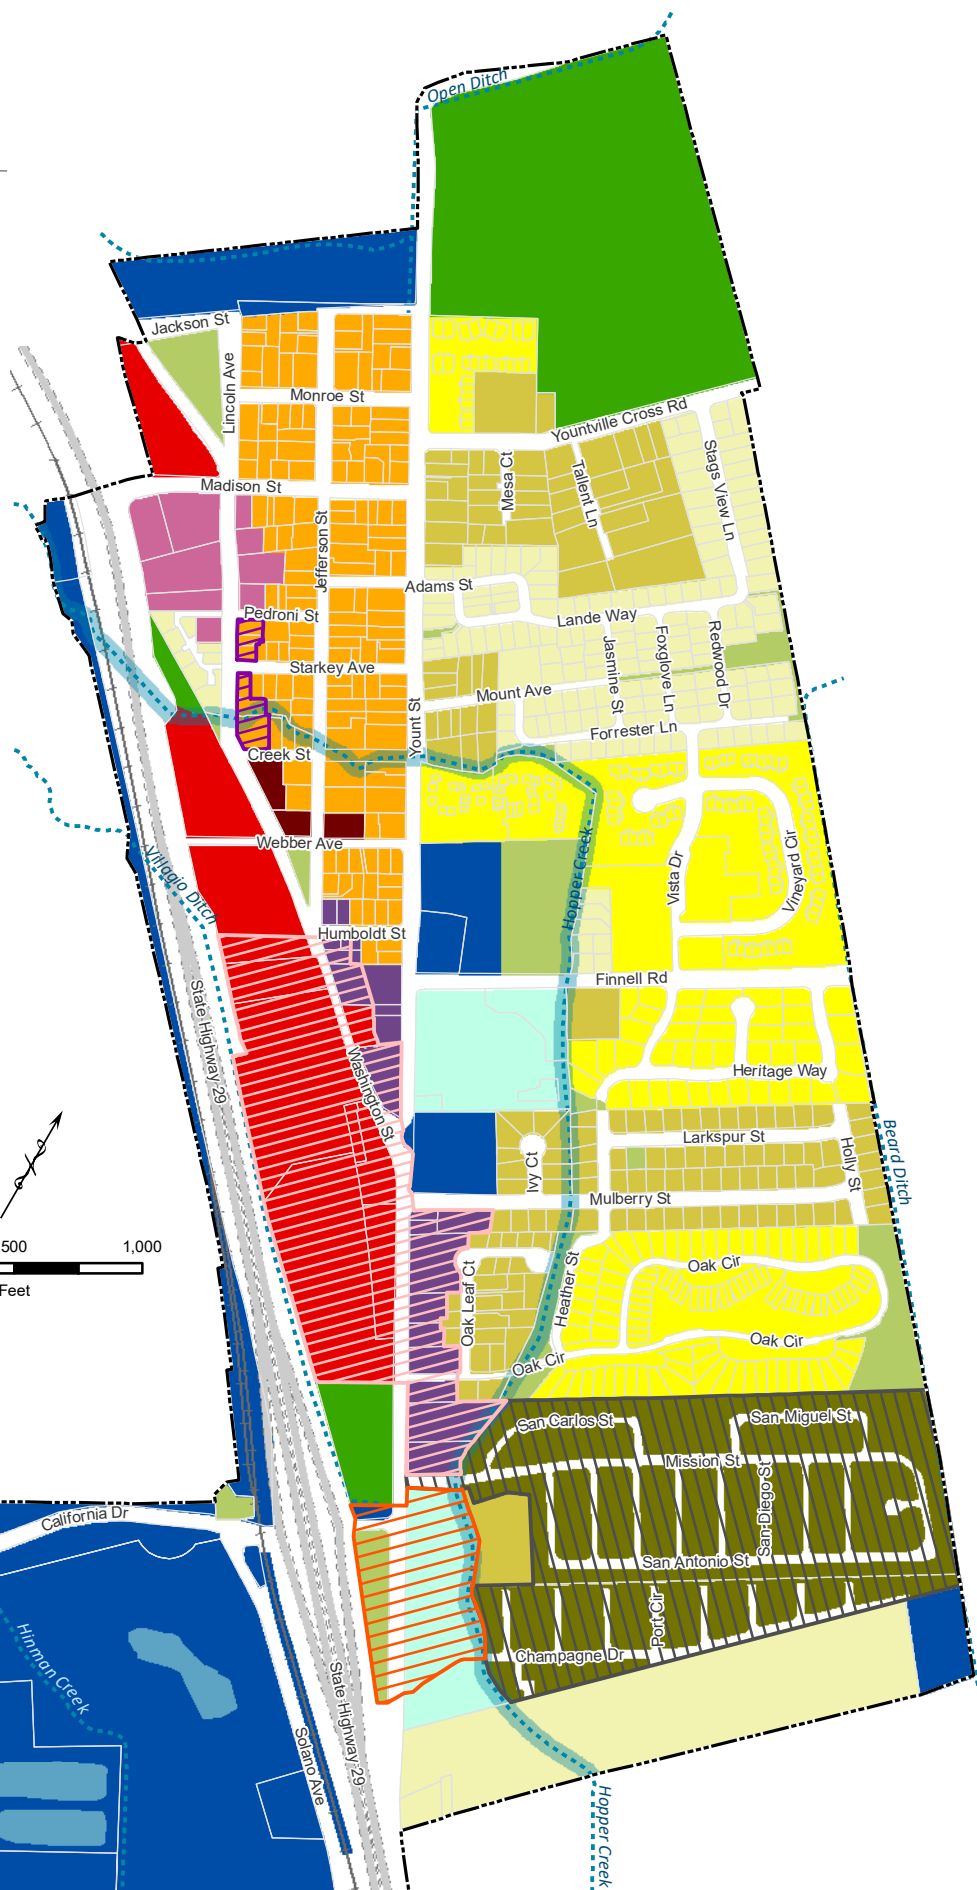 Open Ditch
Jackson St
Lincoln Ave
Monroe St
Yountville Cross Rd
Stags View Ln
Mesa Ct
Tallent Ln
Madison St
Jefferson St
Adams St
Pedroni St
Lande Way
Jasmine St
Foxglove Ln
Redwood Dr
Starkey Ave
Mount Ave
Yount St
Forrester Ln
Creek St
Webber Ave
Villagio Ditch
Hopper Creek
Vista Dr
Vineyard Cir
Humboldt St
Finnell Rd
State Highway 29
Washington St
Heritage Way
Larkspur St
Holly St
Beard Ditch
Ivy Ct
Mulberry St
500
1,000
Feet
Oak Leaf Ct
Heather St
Oak Cir
Oak Cir
Oak Cir
San Carlos St
San Miguel St
Mission St
San Diego St
California Dr
San Antonio St
Port Cir
Champagne Dr
Hinman Creek
State Highway 29
Solano Ave
Hopper Creek